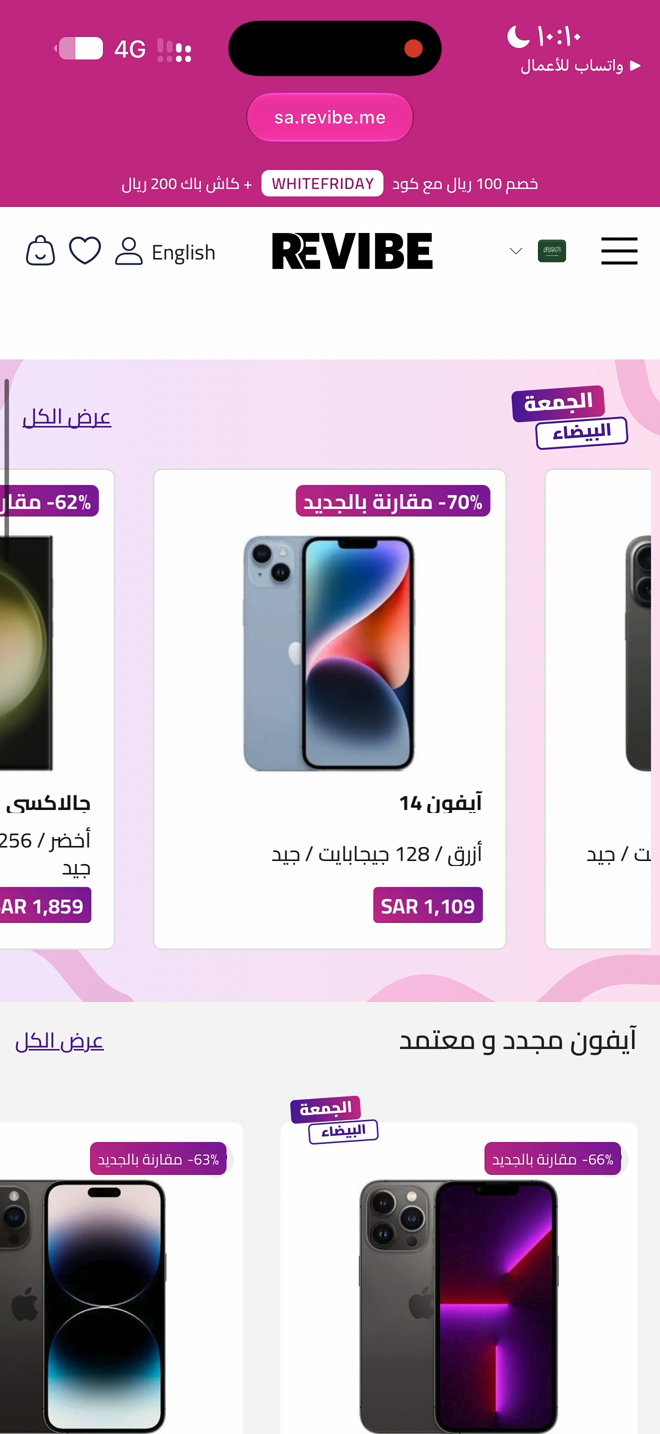 ١٠:١٠
4G
◀ واتساب للأعمال
sa.revibe.me
خصم 100 ريال مع كود WHITEFRIDAY + كاش باك 200 ريال
REVIBE
English
الجمعة
البيضاء
عرض الكل
-70% مقارنة بالجديد
-62%
آيفون 14
جالاكسي
أزرق / 128 جيجابايت / جيد
/ جيد
أخضر / 256
جيد
SAR 1,109
1,859
آيفون مجدد و معتمد
عرض الكل
الجمعة
البيضاء
-66% مقارنة بالجديد
-63% مقارنة بالجديد